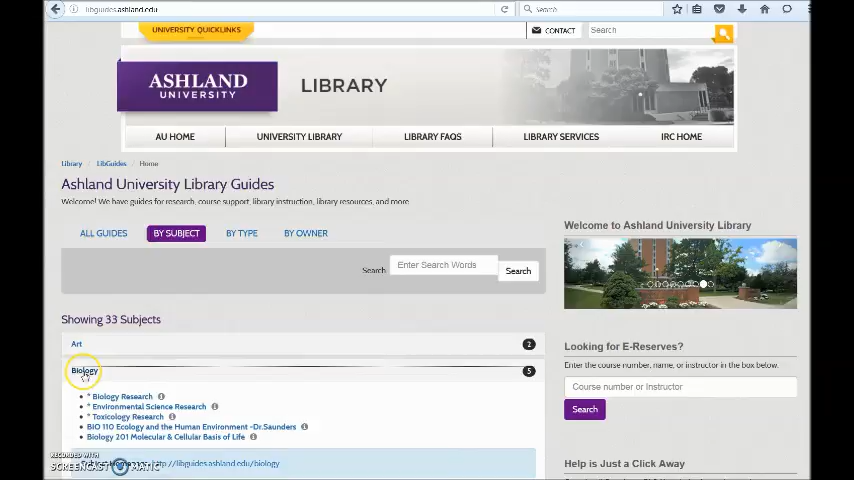 libguides.ashland.edu
Search
UNIVERSITY QUICKLINKS
CONTACT
Search
ASHLAND
UNIVERSITY
LIBRARY
AU HOME
UNIVERSITY LIBRARY
LIBRARY FAQS
LIBRARY SERVICES
IRC HOME
Library
LibGuides
Home
Ashland University Library Guides
Welcome! We have guides for research, course support, library instruction, library resources, and more.
ALL GUIDES
BY SUBJECT
BY TYPE
BY OWNER
Search
Enter Search Words
Search
Showing 33 Subjects
Art
2
Biology
5
* Biology Research
* Environmental Science Research
* Toxicology Research
BIO 110 Ecology and the Human Environment -Dr.Saunders
Biology 201 Molecular & Cellular Basis of Life
http://libguides.ashland.edu/biology
RECORDED WITH
SCREENCAST MATIC
Welcome to Ashland University Library
Looking for E-Reserves?
Enter the course number, name, or instructor in the box below.
Course number or Instructor
Search
Help is Just a Click Away